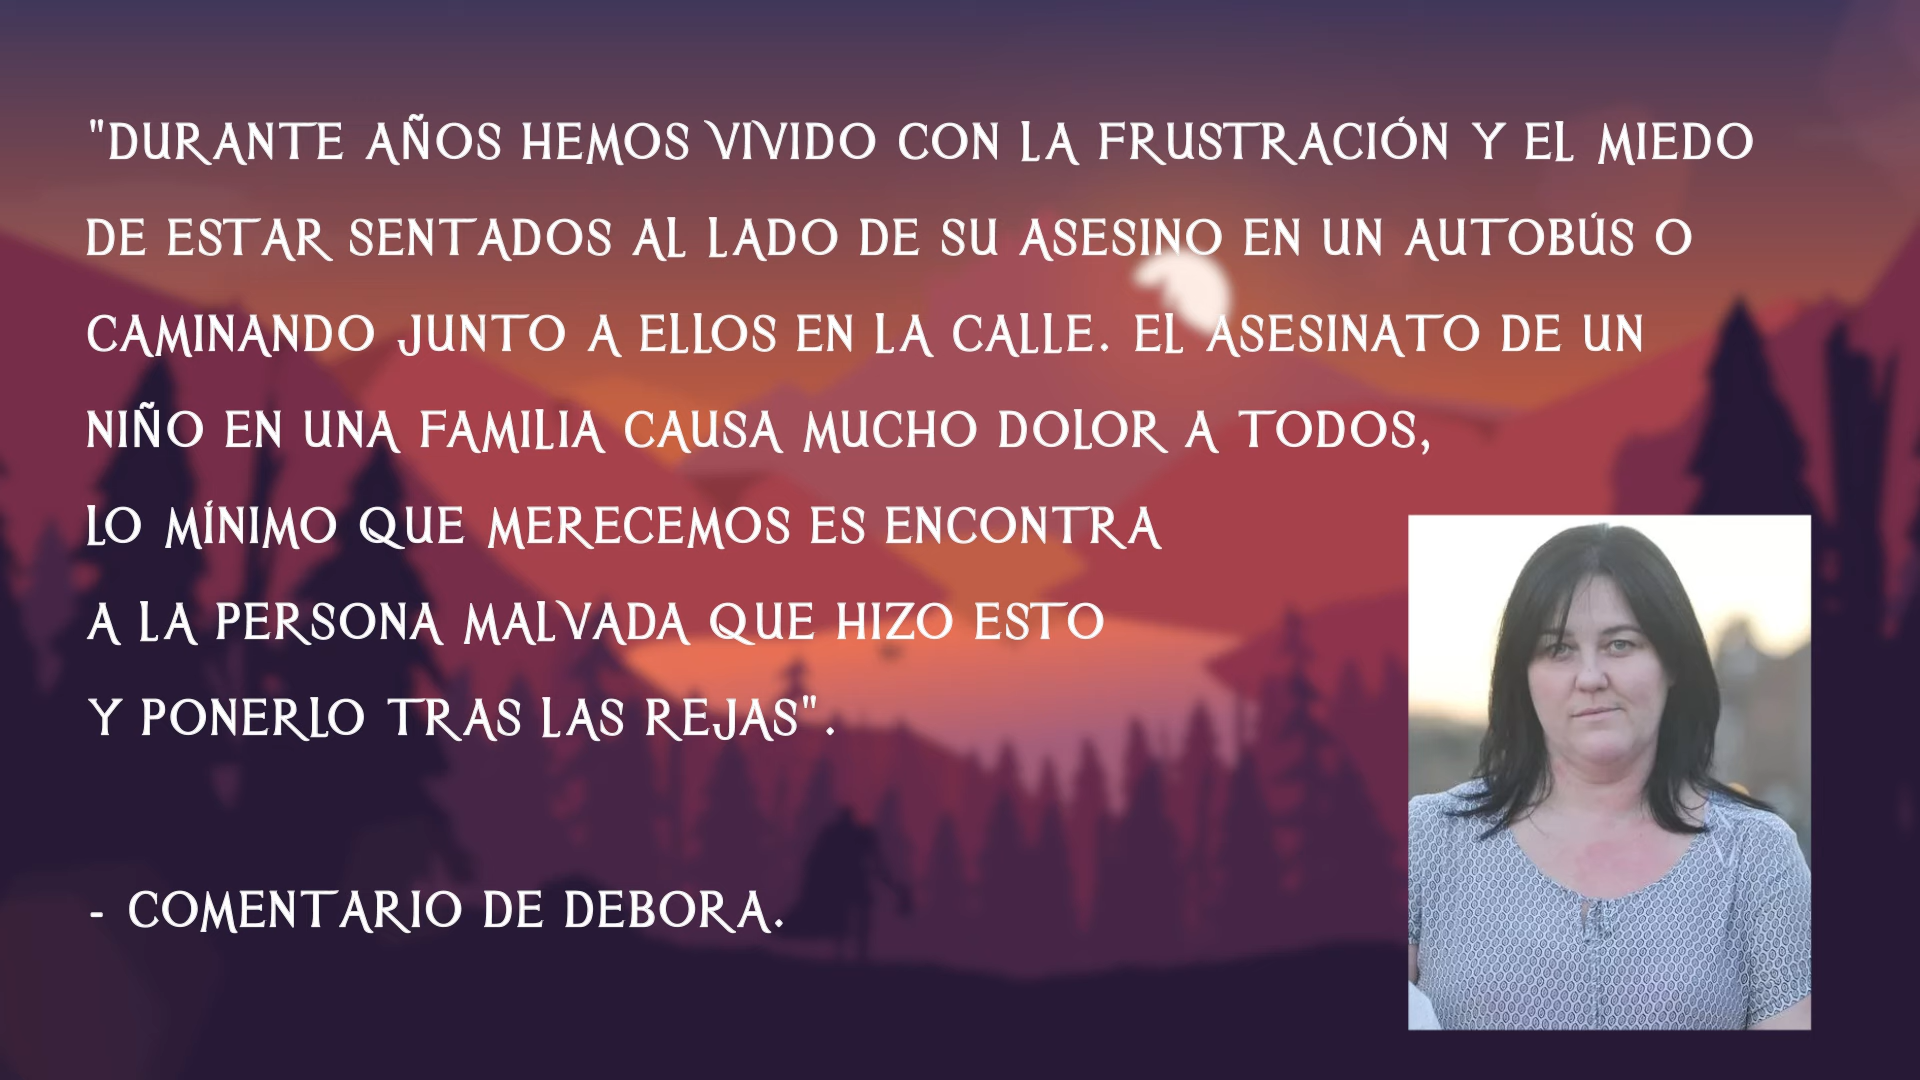 "DURANTE AÑOS HEMOS VIVIDO CON LA FRUSTRACIÓN Y EL MIEDO
DE ESTAR SENTADOS AL LADO DE SU ASESINO EN UN AUTOBÚS O
CAMINANDO JUNTO A ELLOS EN LA CALLE. EL ASESINATO DE UN
NIÑO EN UNA FAMILIA CAUSA MUCHO DOLOR A TODOS,
LO MÍNIMO QUE MERECEMOS ES ENCONTRA
A LA PERSONA MALVADA QUE HIZO ESTO
Y PONERLO TRAS LAS REJAS".
- COMENTARIO DE DEBORA.